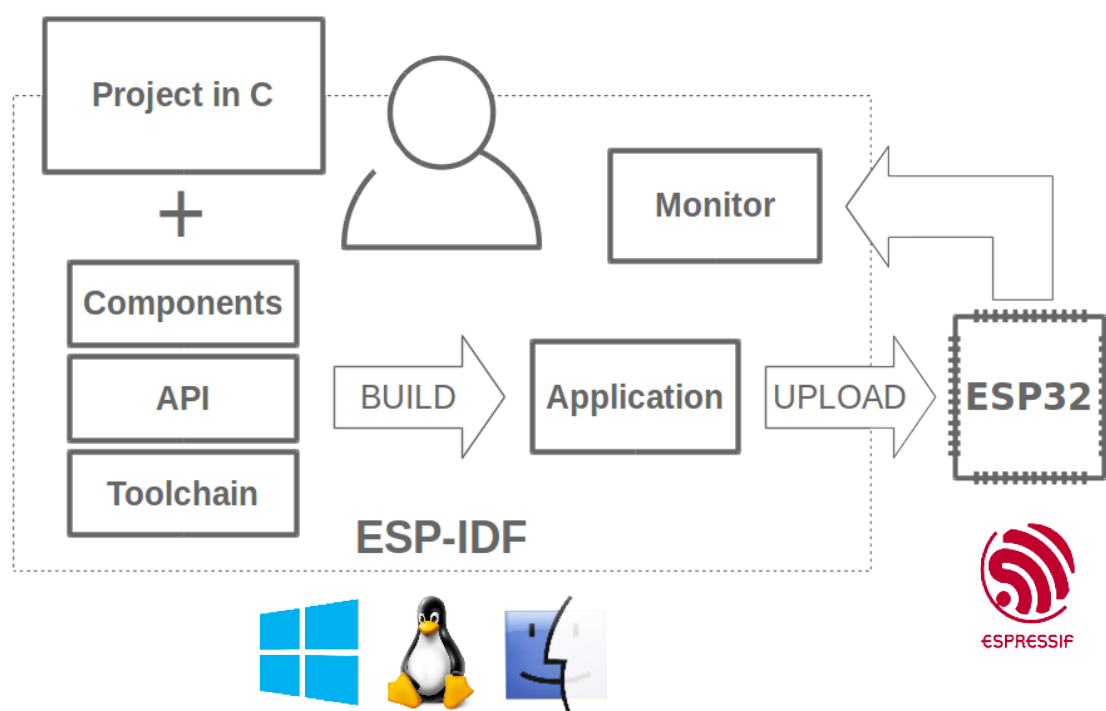 Project in C
+
Components
API
Toolchain
BUILD
Application
UPLOAD
Monitor
ESP32
ESP-IDF
ESPRESSIF